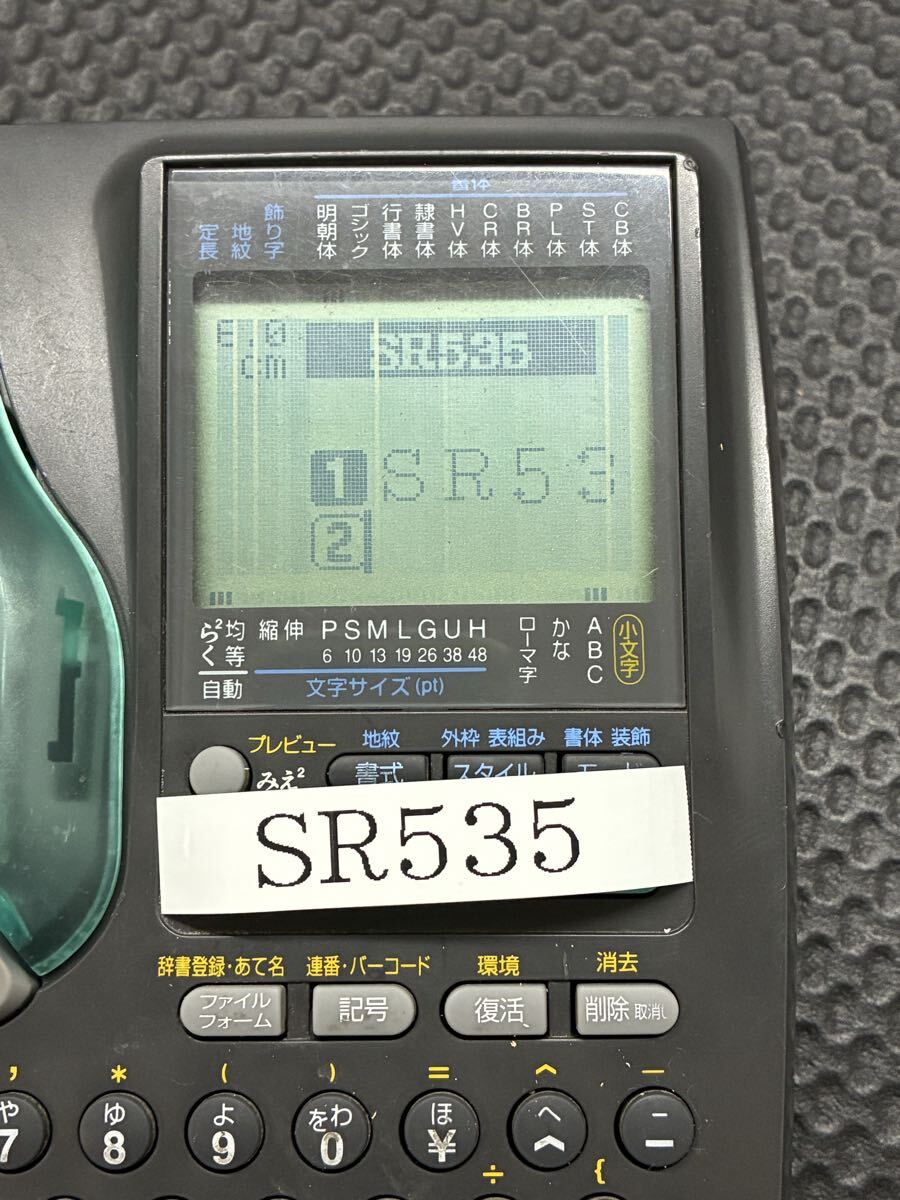 書体
飾り字 地紋 定長
明朝体 ゴシック 行書体 隷書体 HV体 CR体 BR体 PL体 ST体 CB体
cm SR535
1 SR53
2
ら²く 均等 自動
縮 伸 P S M L G U H
6 10 13 19 26 38 48
文字サイズ(pt)
ローマ字 かな ABC 小文字
プレビュー 地紋 外枠 表組み 書体 装飾
みえ² 書式 スタイル モード
SR535
辞書登録・あて名 連番・バーコード 環境 消去
ファイル フォーム 記号 復活 削除 取消し
, * ( ) = ^ —
や ゆ よ をわ ほ へ ー
7 8 9 0 ¥ ー
÷ {